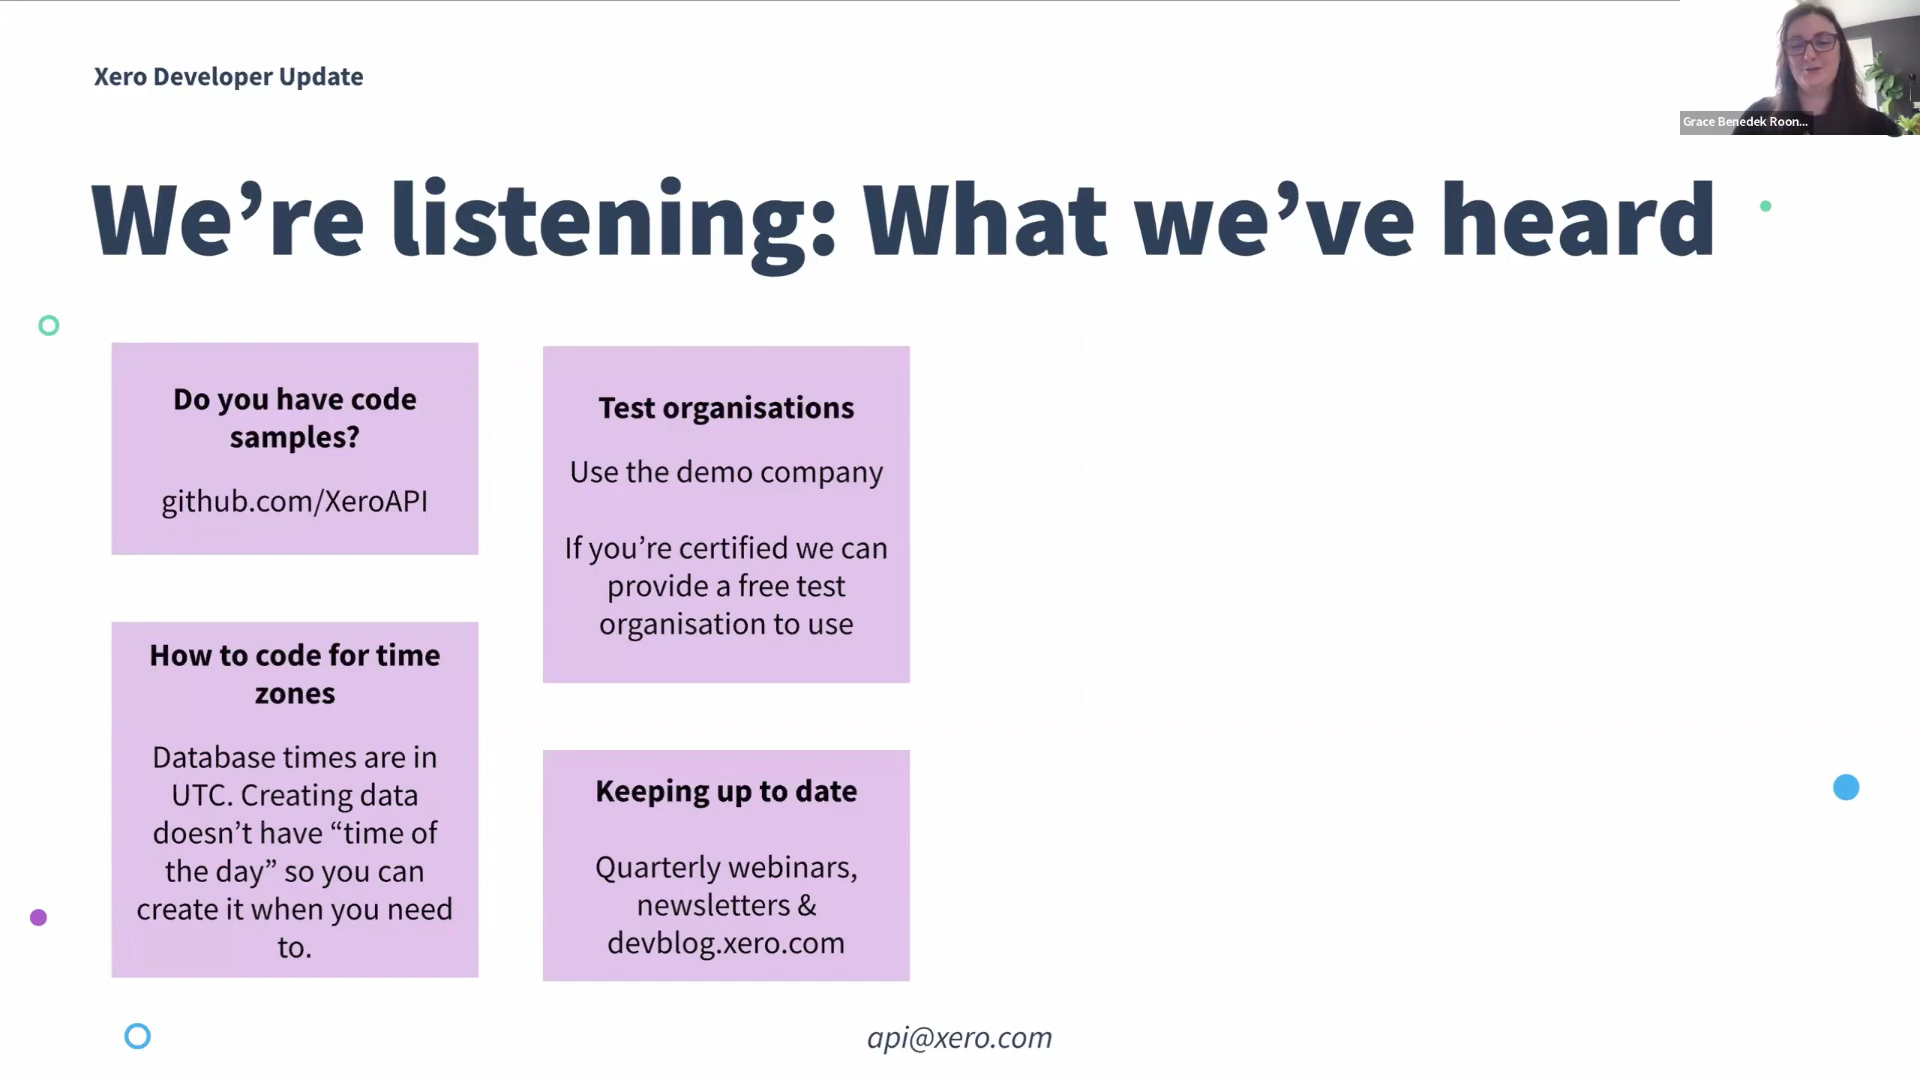 Xero Developer Update
Grace Benedek Roon...
We’re listening: What we’ve heard
Do you have code
samples?
github.com/XeroAPI
How to code for time
zones
Database times are in
UTC. Creating data
doesn’t have “time of
the day” so you can
create it when you need
to.
Test organisations
Use the demo company
If you’re certified we can
provide a free test
organisation to use
Keeping up to date
Quarterly webinars,
newsletters &
devblog.xero.com
api@xero.com